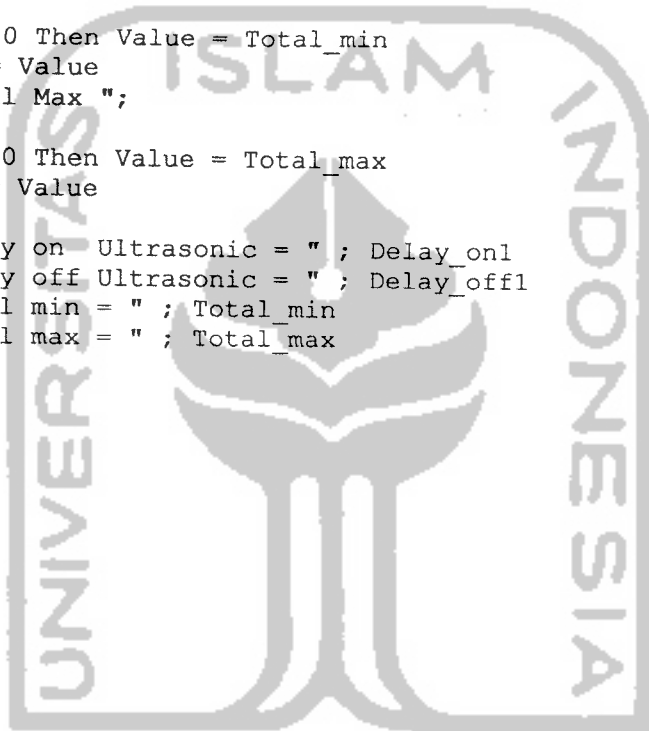 0 Then Value = Total_min
= Value
l Max ";
0 Then Value = Total_max
Value
y on  Ultrasonic = " ; Delay_on1
y off Ultrasonic = " ; Delay_off1
l min = " ; Total_min
l max = " ; Total_max
UNIVERSITAS
ISLAM
INDONESIA